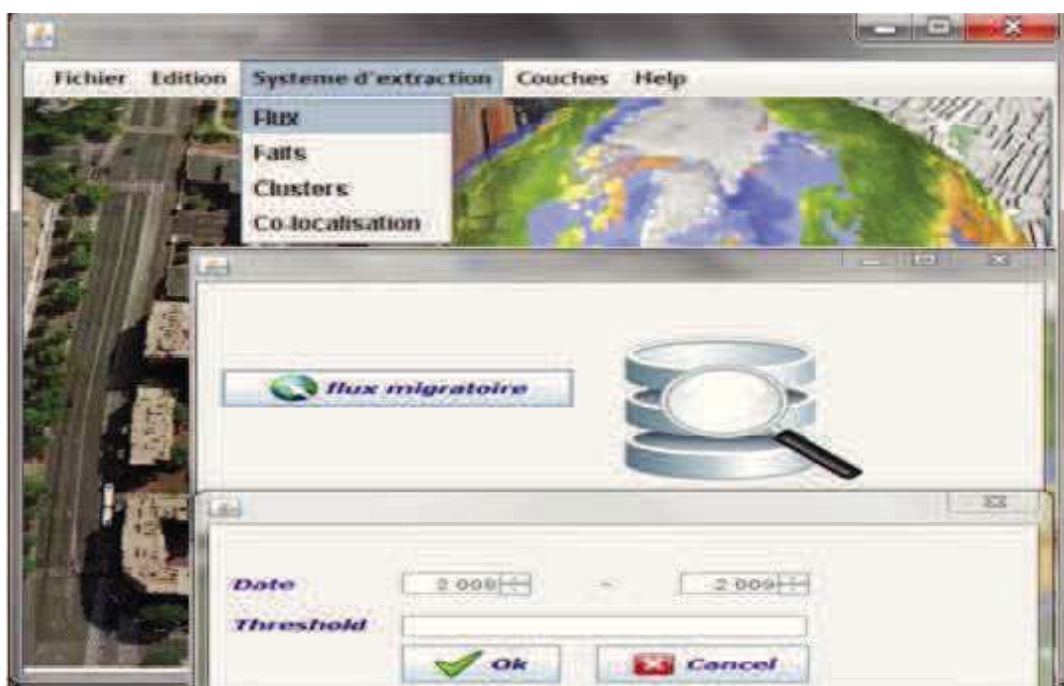 Fichier Edition Systeme d'extraction Couches Help
Flux
Faits
Clusters
Co-localisation
flux migratoire
Date 2 008 - 2 009
Threshold
Ok Cancel